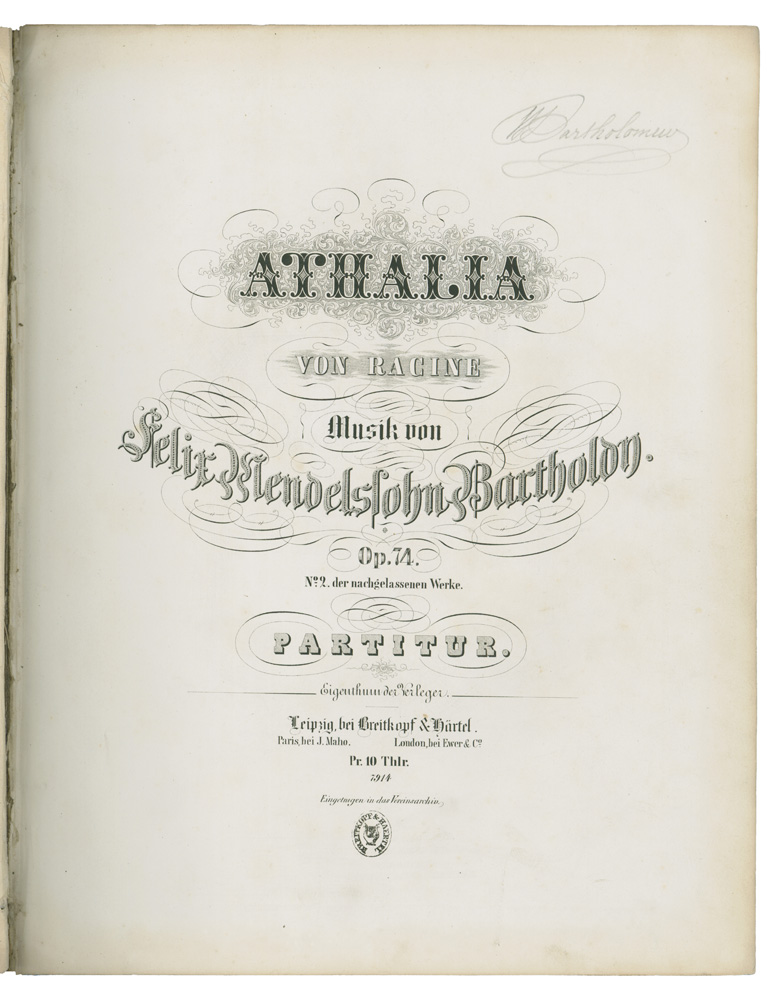 W Bartholomew
ATHALIA
VON RACINE
Musik von
Felix Mendelssohn Bartholdy.
Op. 74.
No. 2. der nachgelassenen Werke.
PARTITUR.
Eigenthum der Verleger.
Leipzig, bei Breitkopf & Härtel.
Paris, bei J. Maho. London, bei Ewer & Co.
Pr. 10 Thlr.
7914
Eingetragen in das Vereinsarchiv.
BREITKOPF & HAERTEL